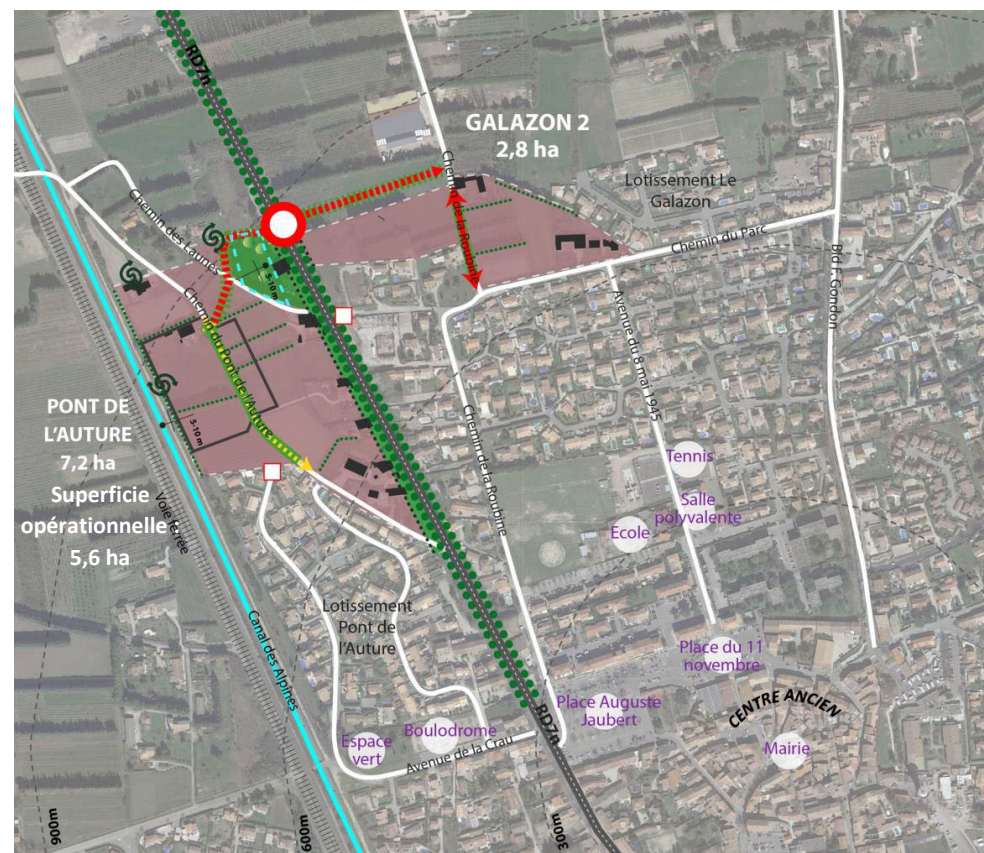 RD7n
GALAZON 2
2,8 ha
Chemin de la Roubine
Lotissement Le
Galazon
Chemin du Parc
Bld F. Gondon
Chemin des Launes
5-10 m
Chemin du Pont de l'Auture
5-10 m
PONT DE
L'AUTURE
7,2 ha
Superficie
opérationnelle
5,6 ha
Voie ferrée
Canal des Alpines
Avenue du 8 mai 1945
Chemin de la Roubine
Tennis
Salle
polyvalente
Ecole
Lotissement
Pont de
l'Auture
Place du 11
novembre
CENTRE ANCIEN
Place Auguste
Jaubert
Mairie
Boulodrome
Espace
vert
Avenue de la Crau
RD7n
900m
600m
300m